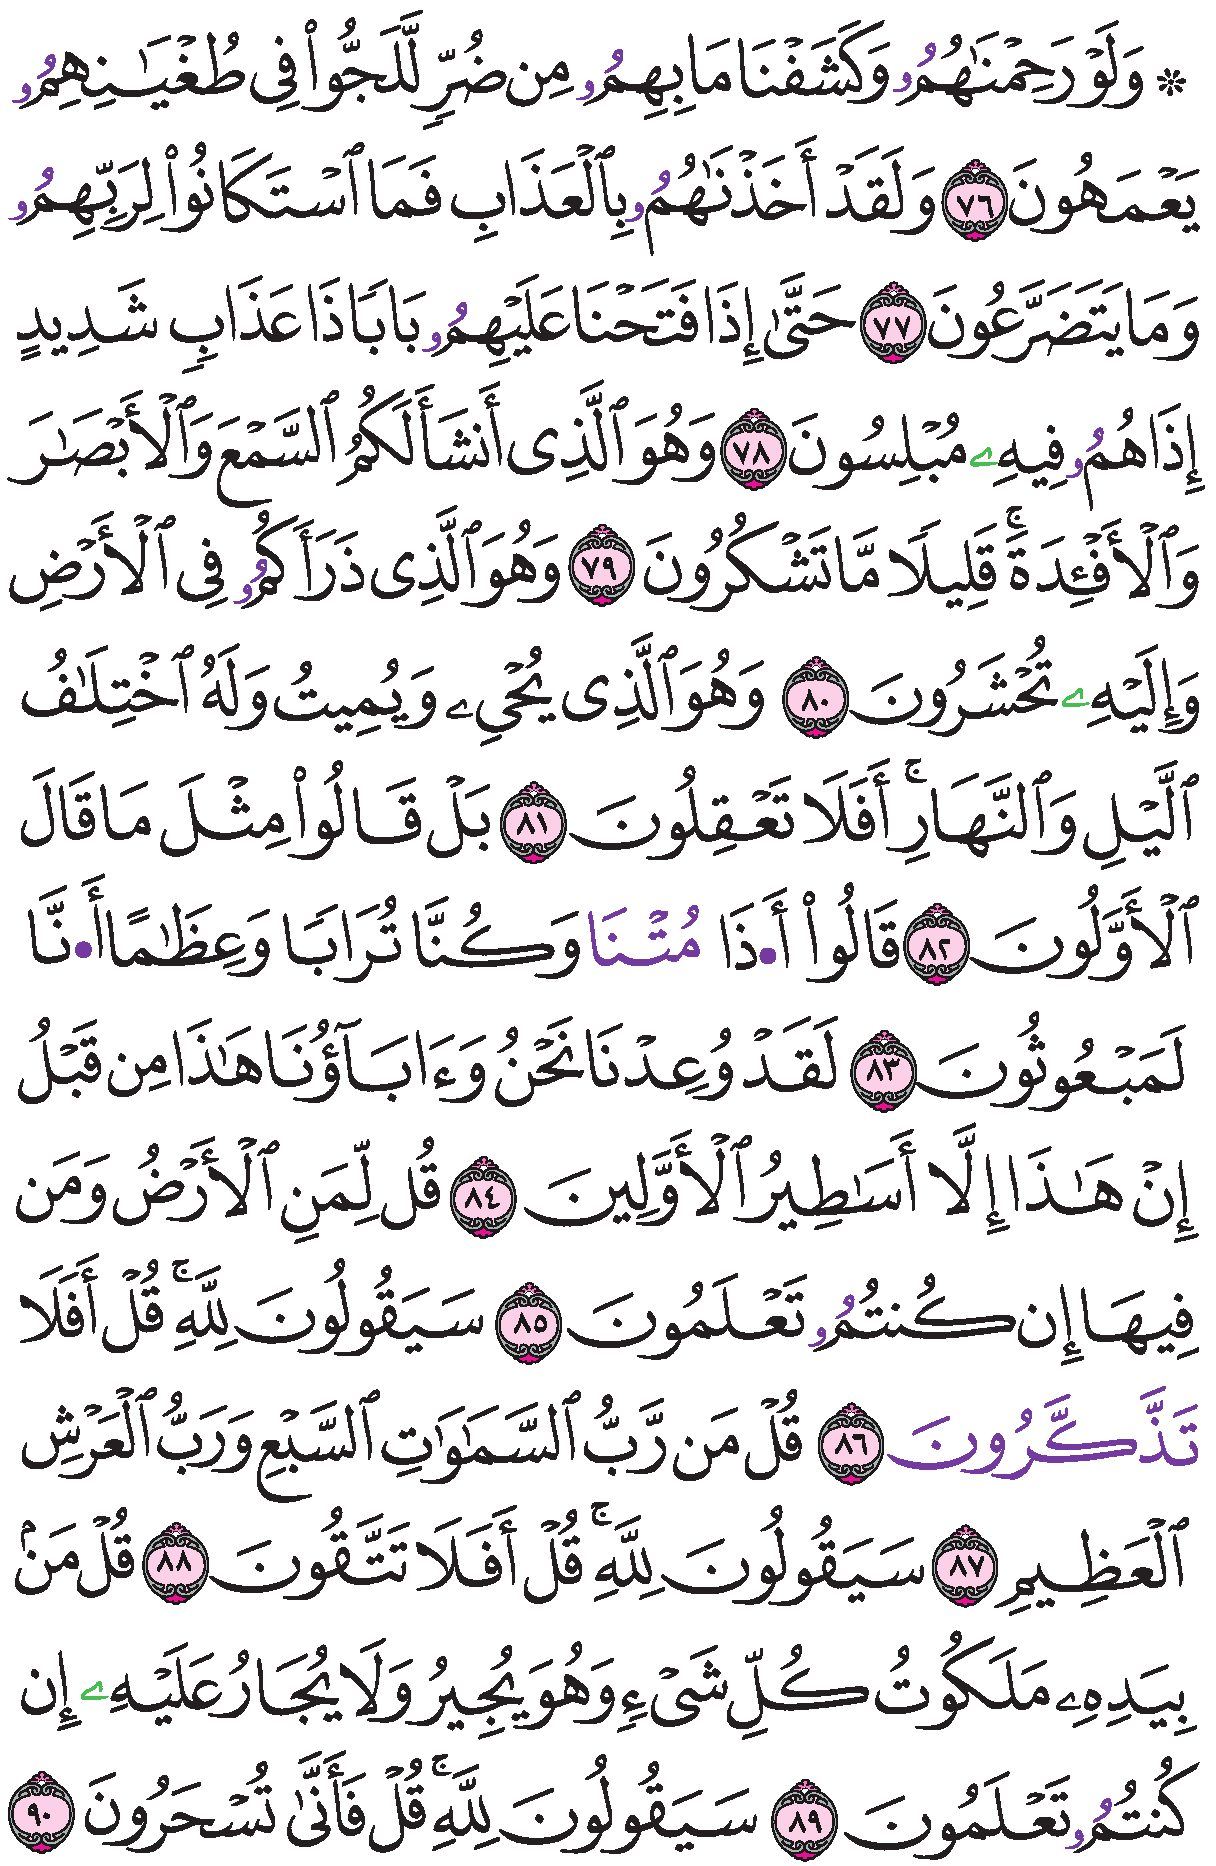 ۞ وَلَوۡ رَحِمۡنَٰهُمُۥ وَكَشَفۡنَا مَا بِهِمُۥ مِن ضُرّٖ لَّلَجُّواْ فِي طُغۡيَٰنِهِمُۥ
يَعۡمَهُونَ ٧٦ وَلَقَدۡ أَخَذۡنَٰهُمُۥ بِٱلۡعَذَابِ فَمَا ٱسۡتَكَانُواْ لِرَبِّهِمُۥ
وَمَا يَتَضَرَّعُونَ ٧٧ حَتَّىٰ إِذَا فَتَحۡنَا عَلَيۡهِمُۥ بَابٗا ذَا عَذَابٖ شَدِيدٍ
إِذَا هُمُۥ فِيهِۦ مُبۡلِسُونَ ٧٨ وَهُوَ ٱلَّذِي أَنشَأَ لَكُمُ ٱلسَّمۡعَ وَٱلۡأَبۡصَٰرَ
وَٱلۡأَفۡـِٔدَةَۚ قَلِيلٗا مَّا تَشۡكُرُونَ ٧٩ وَهُوَ ٱلَّذِي ذَرَأَكُمُۥ فِي ٱلۡأَرۡضِ
وَإِلَيۡهِۦ تُحۡشَرُونَ ٨٠ وَهُوَ ٱلَّذِي يُحۡيِۦ وَيُمِيتُ وَلَهُ ٱخۡتِلَٰفُ
ٱلَّيۡلِ وَٱلنَّهَارِۚ أَفَلَا تَعۡقِلُونَ ٨١ بَلۡ قَالُواْ مِثۡلَ مَا قَالَ
ٱلۡأَوَّلُونَ ٨٢ قَالُواْ أَ•ذَا مُتۡنَا وَكُنَّا تُرَابٗا وَعِظَٰمًا أَ•نَّا
لَمَبۡعُوثُونَ ٨٣ لَقَدۡ وُعِدۡنَا نَحۡنُ وَءَابَآؤُنَا هَٰذَا مِن قَبۡلُ
إِنۡ هَٰذَا إِلَّا أَسَٰطِيرُ ٱلۡأَوَّلِينَ ٨٤ قُل لِّمَنِ ٱلۡأَرۡضُ وَمَن
فِيهَا إِن كُنتُمُۥ تَعۡلَمُونَ ٨٥ سَيَقُولُونَ لِلَّهِۚ قُلۡ أَفَلَا
تَذَّكَّرُونَ ٨٦ قُلۡ مَن رَّبُّ ٱلسَّمَٰوَٰتِ ٱلسَّبۡعِ وَرَبُّ ٱلۡعَرۡشِ
ٱلۡعَظِيمِ ٨٧ سَيَقُولُونَ لِلَّهِۚ قُلۡ أَفَلَا تَتَّقُونَ ٨٨ قُلۡ مَنۢ
بِيَدِهِۦ مَلَكُوتُ كُلِّ شَيۡءٖ وَهُوَ يُجِيرُ وَلَا يُجَارُ عَلَيۡهِۦ إِن
كُنتُمُۥ تَعۡلَمُونَ ٨٩ سَيَقُولُونَ لِلَّهِۚ قُلۡ فَأَنَّىٰ تُسۡحَرُونَ ٩٠